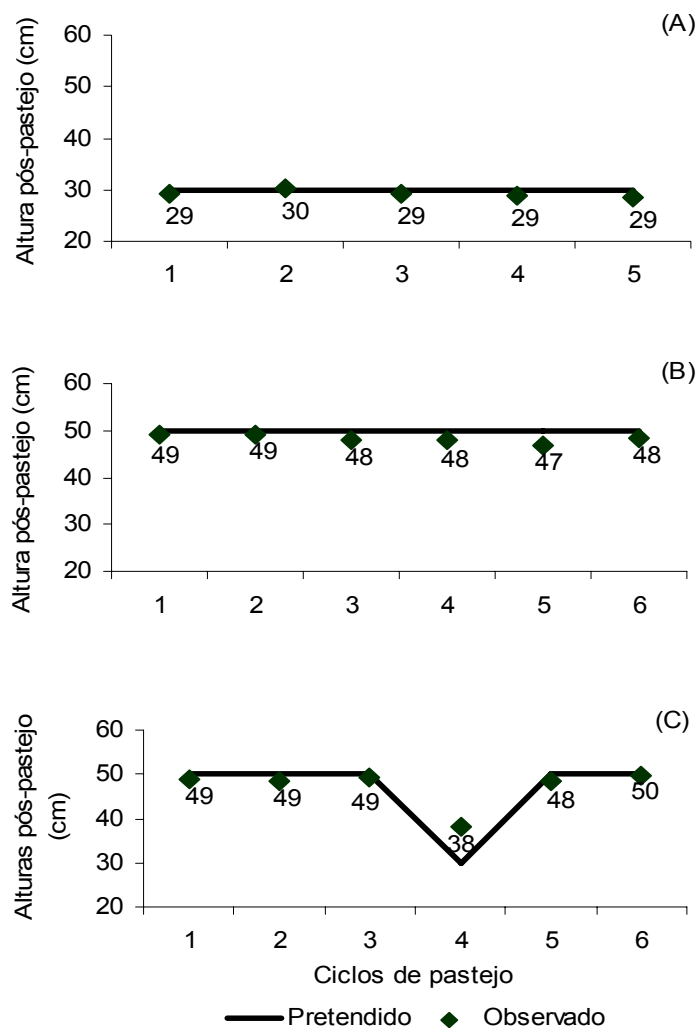 (A)
Altura pós-pastejo (cm)
60
50
40
30
20
29
30
29
29
29
1 2 3 4 5
(B)
Altura pós-pastejo (cm)
60
50
40
30
20
49
49
48
48
47
48
1 2 3 4 5 6
(C)
Alturas pós-pastejo
(cm)
60
50
40
30
20
49
49
49
38
48
50
1 2 3 4 5 6
Ciclos de pastejo
Pretendido Observado